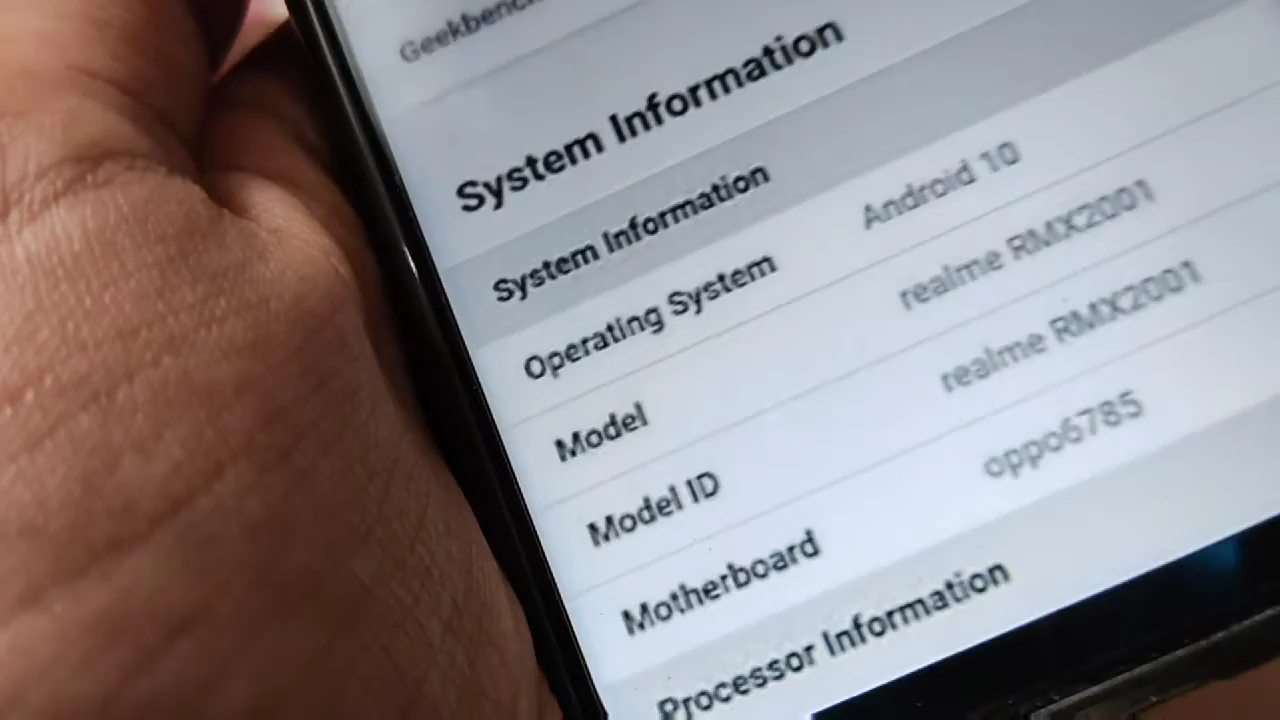 Geekbench
System Information
System Information
Operating System Android 10
Model realme RMX2001
Model ID realme RMX2001
Motherboard oppo6785
Processor Information